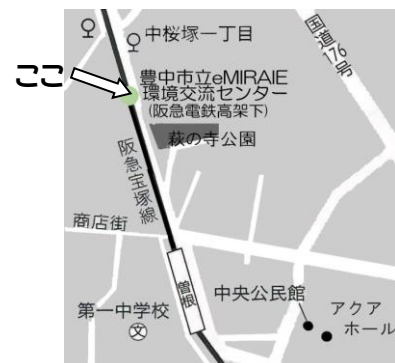 中桜塚一丁目
国道176号
ここ
豊中市立eMIRAIE
環境交流センター
(阪急電鉄高架下)
萩の寺公園
阪急宝塚線
商店街
曽根
中央公民館
第一中学校
文
アクア
ホール